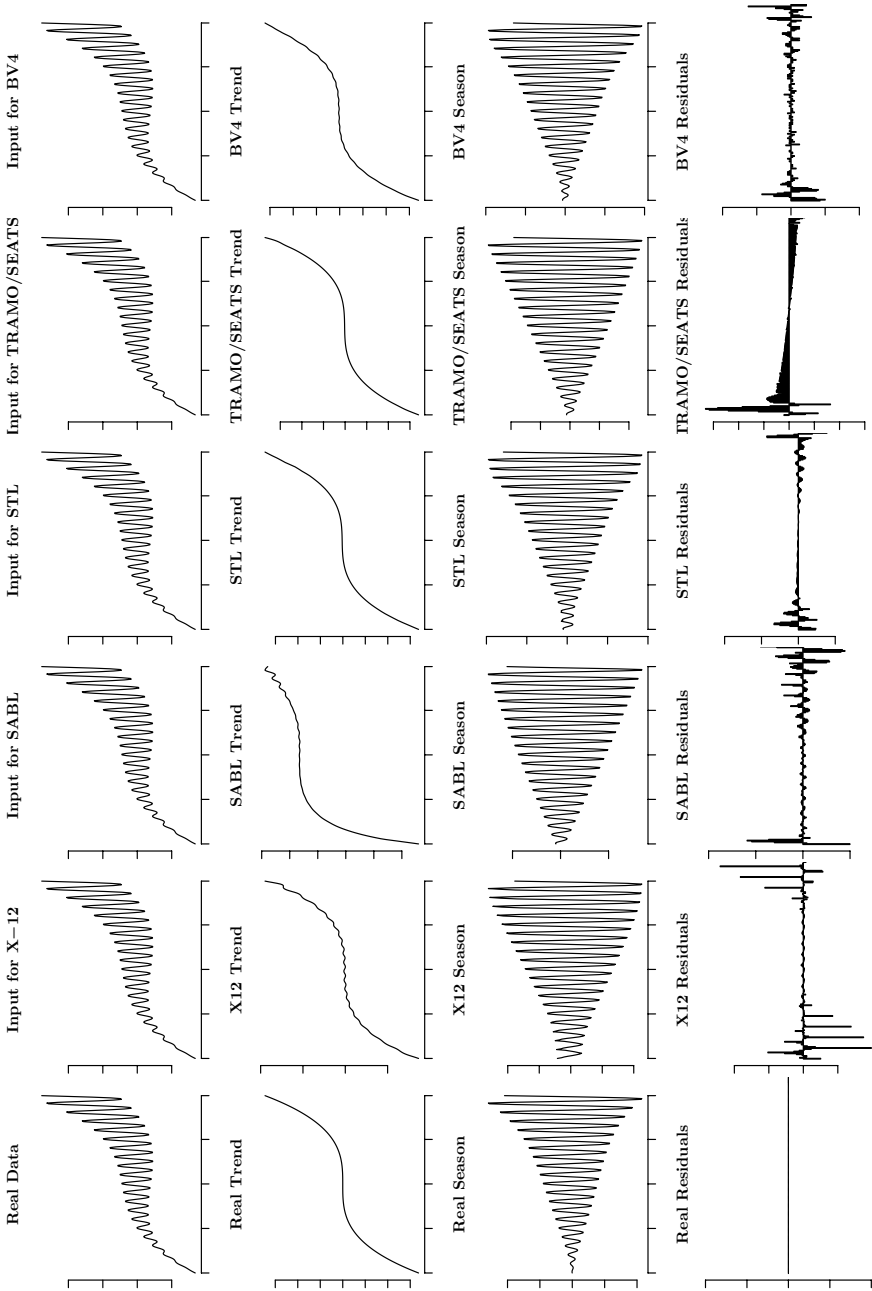 Real Data
Input for X−12
Input for SABL
Input for STL
Input for TRAMO/SEATS
Input for BV4
Real Trend
X12 Trend
SABL Trend
STL Trend
TRAMO/SEATS Trend
BV4 Trend
Real Season
X12 Season
SABL Season
STL Season
TRAMO/SEATS Season
BV4 Season
Real Residuals
X12 Residuals
SABL Residuals
STL Residuals
TRAMO/SEATS Residuals
BV4 Residuals